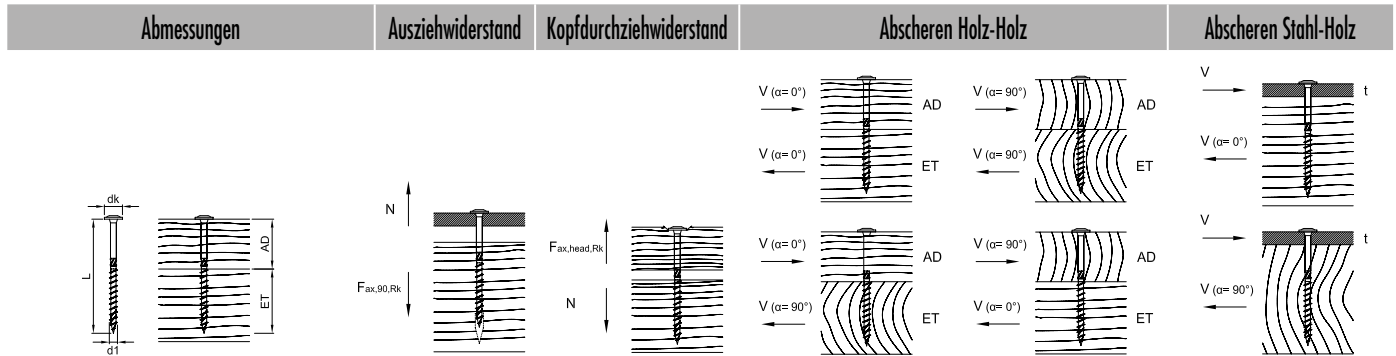 Abmessungen
Ausziehwiderstand
Kopfdurchziehwiderstand
Abscheren Holz-Holz
Abscheren Stahl-Holz
dk
L
d1
AD
ET
N
Fax,90,Rk
Fax,head,Rk
N
V (α= 0°)
AD
V (α= 0°)
ET
V (α= 90°)
AD
V (α= 90°)
ET
V (α= 0°)
AD
V (α= 90°)
ET
V (α= 90°)
AD
V (α= 0°)
ET
V
t
V (α= 0°)
V
t
V (α= 90°)